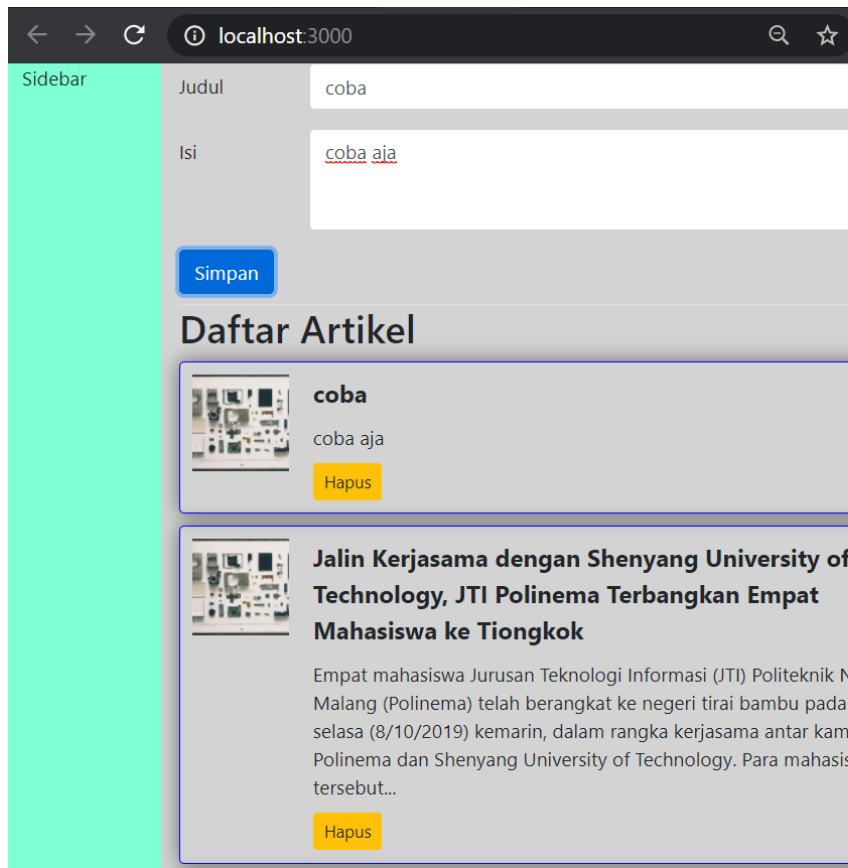 localhost:3000
Sidebar
Judul
coba
Isi
coba aja
Simpan
Daftar Artikel
coba
coba aja
Hapus
Jalin Kerjasama dengan Shenyang University of
Technology, JTI Polinema Terbangkan Empat
Mahasiswa ke Tiongkok
Empat mahasiswa Jurusan Teknologi Informasi (JTI) Politeknik
Malang (Polinema) telah berangkat ke negeri tirai bambu pada
selasa (8/10/2019) kemarin, dalam rangka kerjasama antar kam
Polinema dan Shenyang University of Technology. Para mahasis
tersebut...
Hapus